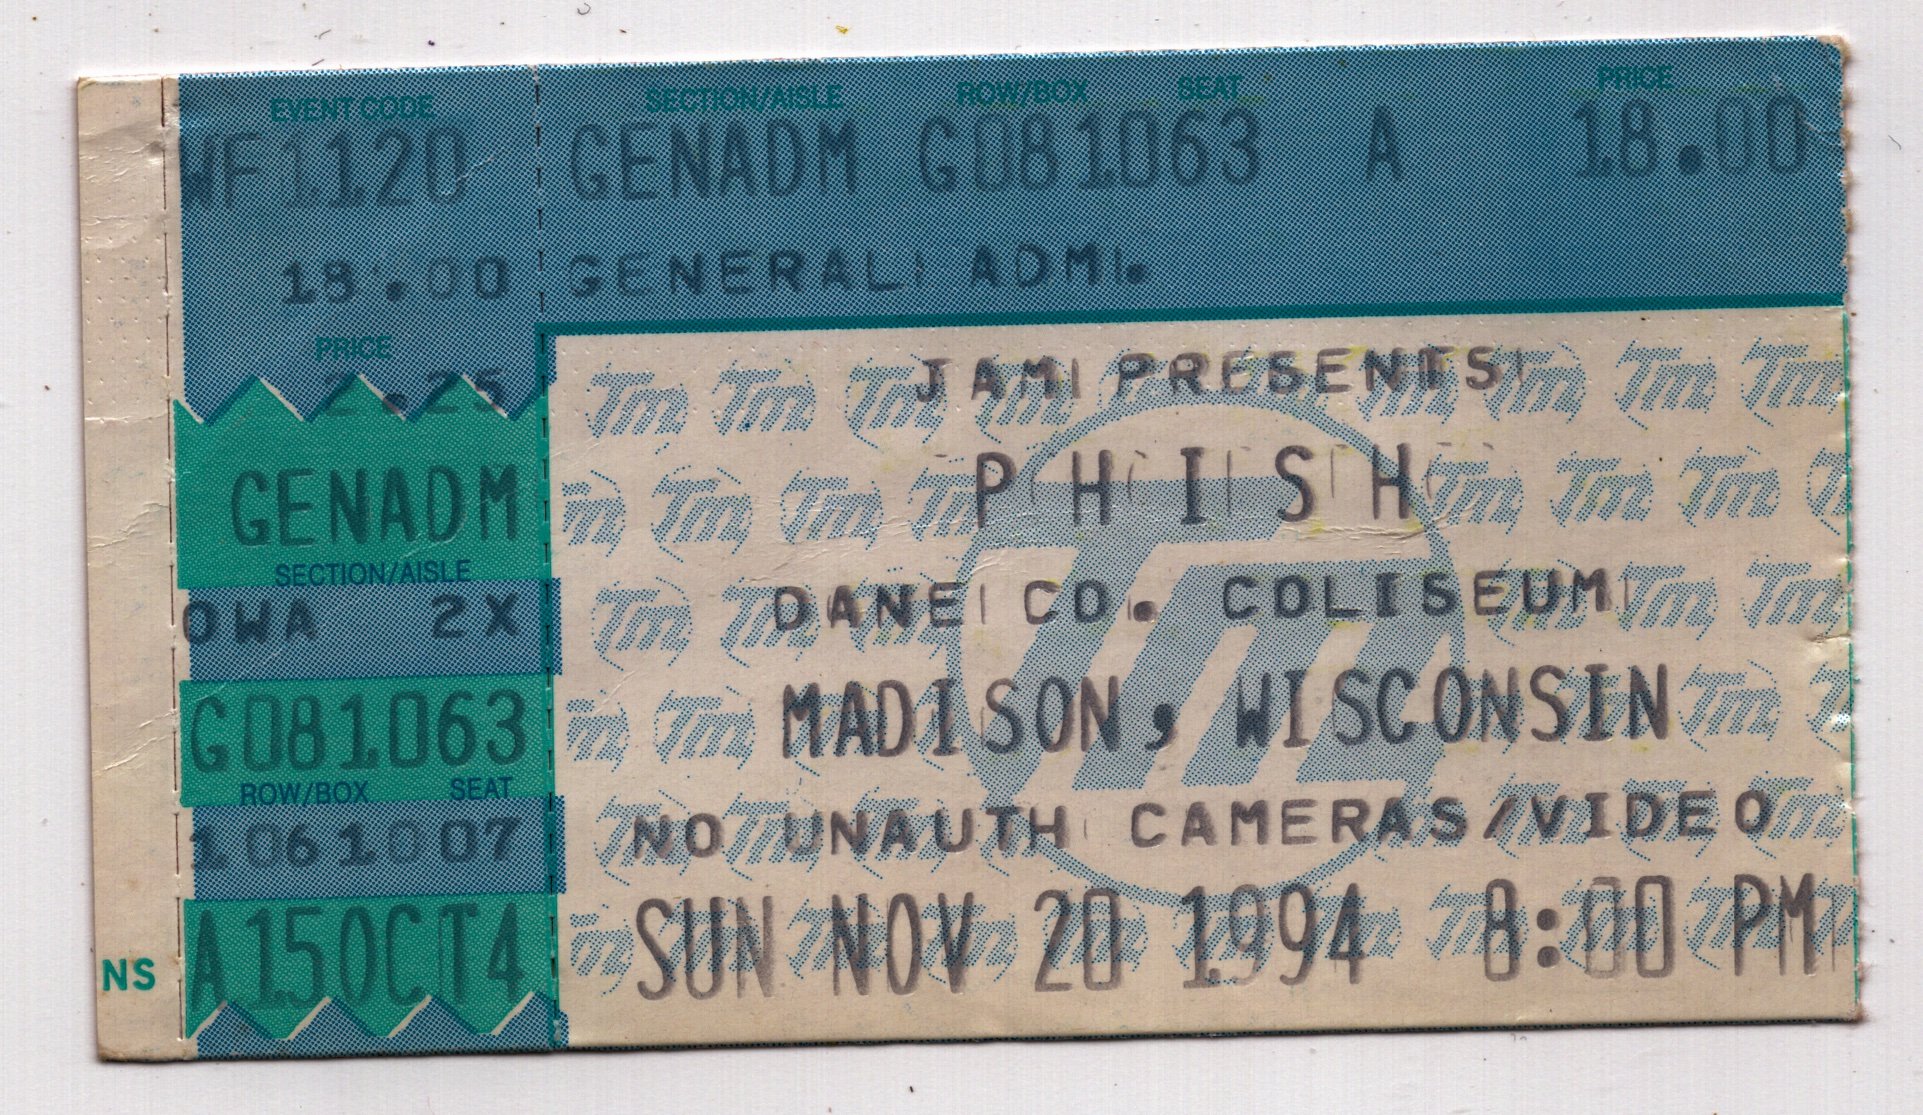 EVENT CODE SECTION/AISLE ROW/BOX SEAT PRICE
WF1120 GENADM G081063 A 18.00
18.00 GENERAL ADM.
PRICE
2.25
GENADM
SECTION/AISLE
OWA 2X
G081063
ROW/BOX SEAT
1061007
A15OCT4
NS
JAM PRESENTS
PHISH
DANE CO. COLISEUM
MADISON, WISCONSIN
NO UNAUTH CAMERAS/VIDEO
SUN NOV 20 1994 8:00 PM